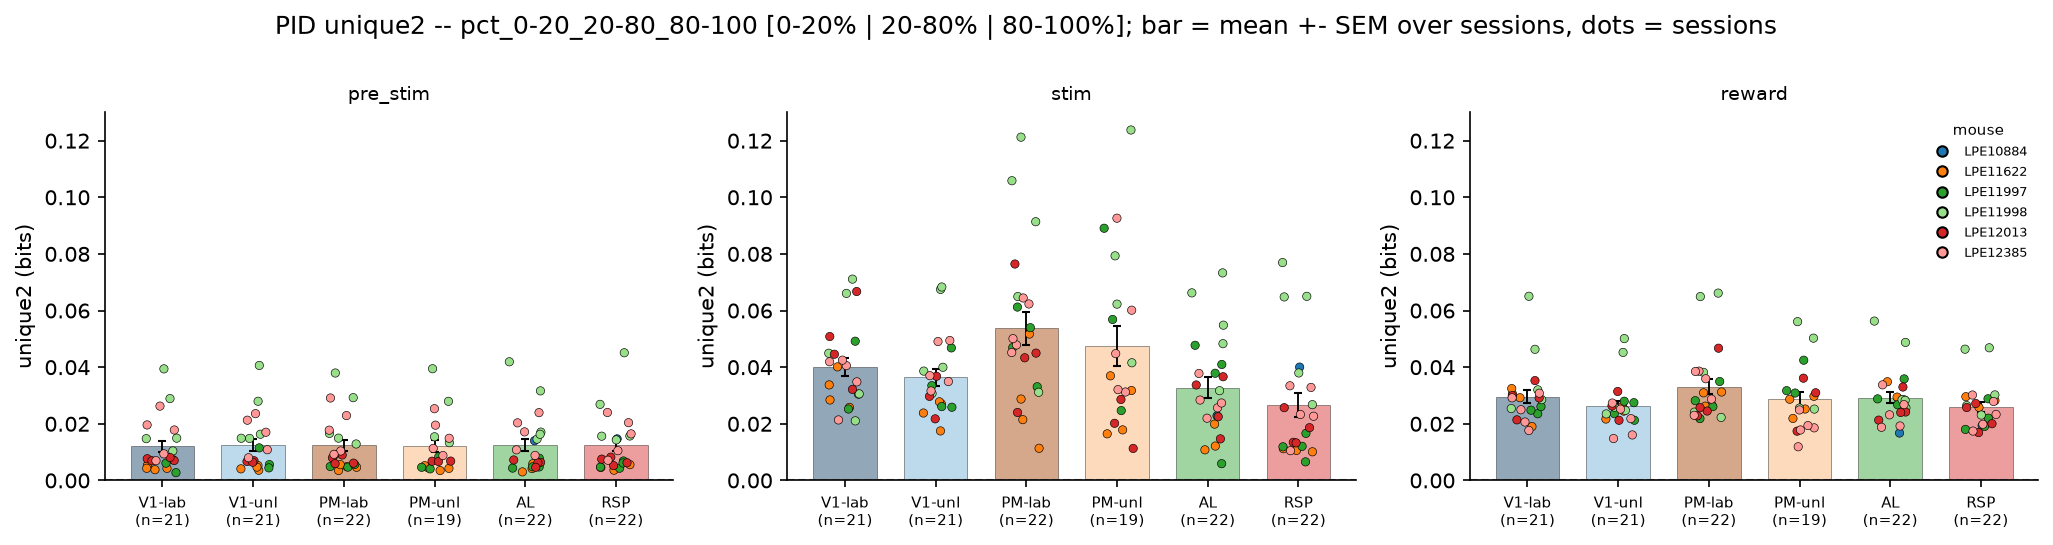 PID unique2 -- pct_0-20_20-80_80-100 [0-20% | 20-80% | 80-100%]; bar = mean +- SEM over sessions, dots = sessions
pre_stim
unique2 (bits)
0.12
0.10
0.08
0.06
0.04
0.02
0.00
V1-lab
(n=21)
V1-unl
(n=21)
PM-lab
(n=22)
PM-unl
(n=19)
AL
(n=22)
RSP
(n=22)
stim
unique2 (bits)
0.12
0.10
0.08
0.06
0.04
0.02
0.00
V1-lab
(n=21)
V1-unl
(n=21)
PM-lab
(n=22)
PM-unl
(n=19)
AL
(n=22)
RSP
(n=22)
reward
unique2 (bits)
0.12
0.10
0.08
0.06
0.04
0.02
0.00
V1-lab
(n=21)
V1-unl
(n=21)
PM-lab
(n=22)
PM-unl
(n=19)
AL
(n=22)
RSP
(n=22)
mouse
LPE10884
LPE11622
LPE11997
LPE11998
LPE12013
LPE12385